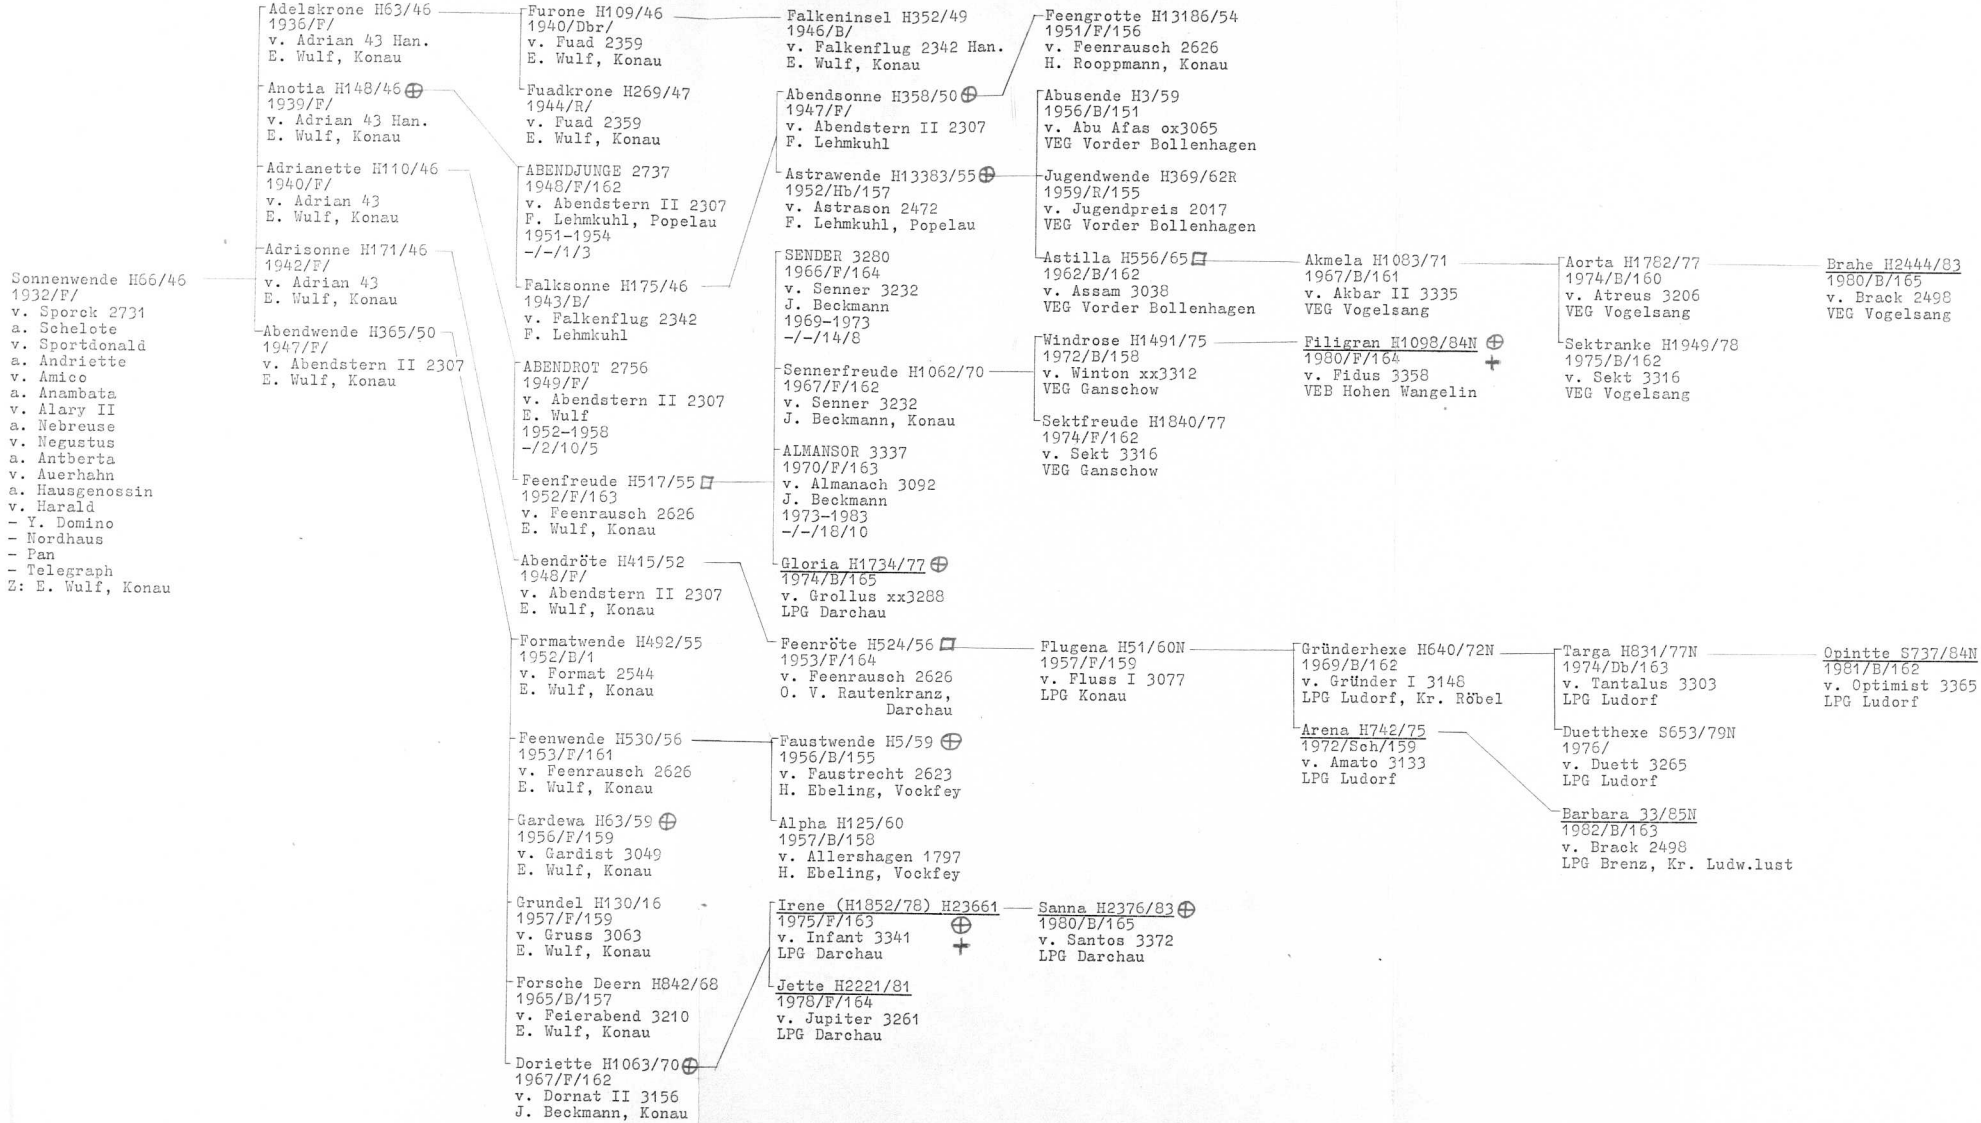 Sonnenwende H66/46
1932/F/
v. Sporck 2731
a. Schelote
v. Sportdonald
a. Andriette
v. Amico
a. Anambata
v. Alary II
a. Nebreuse
v. Negustus
a. Antberta
v. Auerhahn
a. Hausgenossin
v. Harald
- Y. Domino
- Nordhaus
- Pan
- Telegraph
Z: E. Wulf, Konau
Adelskrone H63/46
1936/F/
v. Adrian 43 Han.
E. Wulf, Konau
Anotia H148/46
1939/F/
v. Adrian 43 Han.
E. Wulf, Konau
Adrianette H110/46
1940/F/
v. Adrian 43
E. Wulf, Konau
Adrisonne H171/46
1942/F/
v. Adrian 43
E. Wulf, Konau
Abendwende H365/50
1947/F/
v. Abendstern II 2307
E. Wulf, Konau
Furone H109/46
1940/Dbr/
v. Fuad 2359
E. Wulf, Konau
Fuadkrone H269/47
1944/R/
v. Fuad 2359
E. Wulf, Konau
ABENDJUNGE 2737
1948/F/162
v. Abendstern II 2307
F. Lehmkuhl, Popelau
1951-1954
-/-/1/3
Falksonne H175/46
1943/B/
v. Falkenflug 2342
F. Lehmkuhl
ABENDROT 2756
1949/F/
v. Abendstern II 2307
E. Wulf
1952-1958
-/2/10/5
Feenfreude H517/55
1952/F/163
v. Feenrausch 2626
E. Wulf, Konau
Abendröte H415/52
1948/F/
v. Abendstern II 2307
E. Wulf, Konau
Formatwende H492/55
1952/B/1
v. Format 2544
E. Wulf, Konau
Feenwende H530/56
1953/F/161
v. Feenrausch 2626
E. Wulf, Konau
Gardewa H63/59
1956/F/159
v. Gardist 3049
E. Wulf, Konau
Grundel H130/16
1957/F/159
v. Gruss 3063
E. Wulf, Konau
Forsche Deern H842/68
1965/B/157
v. Feierabend 3210
E. Wulf, Konau
Doriette H1063/70
1967/F/162
v. Dornat II 3156
J. Beckmann, Konau
Falkeninsel H352/49
1946/B/
v. Falkenflug 2342 Han.
E. Wulf, Konau
Abendsonne H358/50
1947/F/
v. Abendstern II 2307
F. Lehmkuhl
Astrawende H13383/55
1952/Hb/157
v. Astrason 2472
F. Lehmkuhl, Popelau
SENDER 3280
1966/F/164
v. Senner 3232
J. Beckmann
1969-1973
-/-/14/8
Sennerfreude H1062/70
1967/F/162
v. Senner 3232
J. Beckmann, Konau
ALMANSOR 3337
1970/F/163
v. Almanach 3092
J. Beckmann
1973-1983
-/-/18/10
Gloria H1734/77
1974/B/165
v. Grollus xx3288
LPG Darchau
Feenröte H524/56
1953/F/164
v. Feenrausch 2626
O. V. Rautenkranz,
Darchau
Faustwende H5/59
1956/B/155
v. Faustrecht 2623
H. Ebeling, Vockfey
Alpha H125/60
1957/B/158
v. Allershagen 1797
H. Ebeling, Vockfey
Irene (H1852/78) H23661
1975/F/163
v. Infant 3341
LPG Darchau
Jette H2221/81
1978/F/164
v. Jupiter 3261
LPG Darchau
Feengrotte H13186/54
1951/F/156
v. Feenrausch 2626
H. Rooppmann, Konau
Abusende H3/59
1956/B/151
v. Abu Afas ox3065
VEG Vorder Bollenhagen
Jugendwende H369/62R
1959/R/155
v. Jugendpreis 2017
VEG Vorder Bollenhagen
Astilla H556/65
1962/B/162
v. Assam 3038
VEG Vorder Bollenhagen
Windrose H1491/75
1972/B/158
v. Winton xx3312
VEG Ganschow
Sektfreude H1840/77
1974/F/162
v. Sekt 3316
VEG Ganschow
Flugena H51/60N
1957/F/159
v. Fluss I 3077
LPG Konau
Sanna H2376/83
1980/B/165
v. Santos 3372
LPG Darchau
Akmela H1083/71
1967/B/161
v. Akbar II 3335
VEG Vogelsang
Filigran H1098/84N
1980/F/164
v. Fidus 3358
VEB Hohen Wangelin
Gründerhexe H640/72N
1969/B/162
v. Gründer I 3148
LPG Ludorf, Kr. Röbel
Arena H742/75
1972/Sch/159
v. Amato 3133
LPG Ludorf
Aorta H1782/77
1974/B/160
v. Atreus 3206
VEG Vogelsang
Sektranke H1949/78
1975/B/162
v. Sekt 3316
VEG Vogelsang
Targa H831/77N
1974/Db/163
v. Tantalus 3303
LPG Ludorf
Duetthexe S653/79N
1976/
v. Duett 3265
LPG Ludorf
Barbara 33/85N
1982/B/163
v. Brack 2498
LPG Brenz, Kr. Ludw.lust
Brahe H2444/83
1980/B/165
v. Brack 2498
VEG Vogelsang
Opintte S737/84N
1981/B/162
v. Optimist 3365
LPG Ludorf